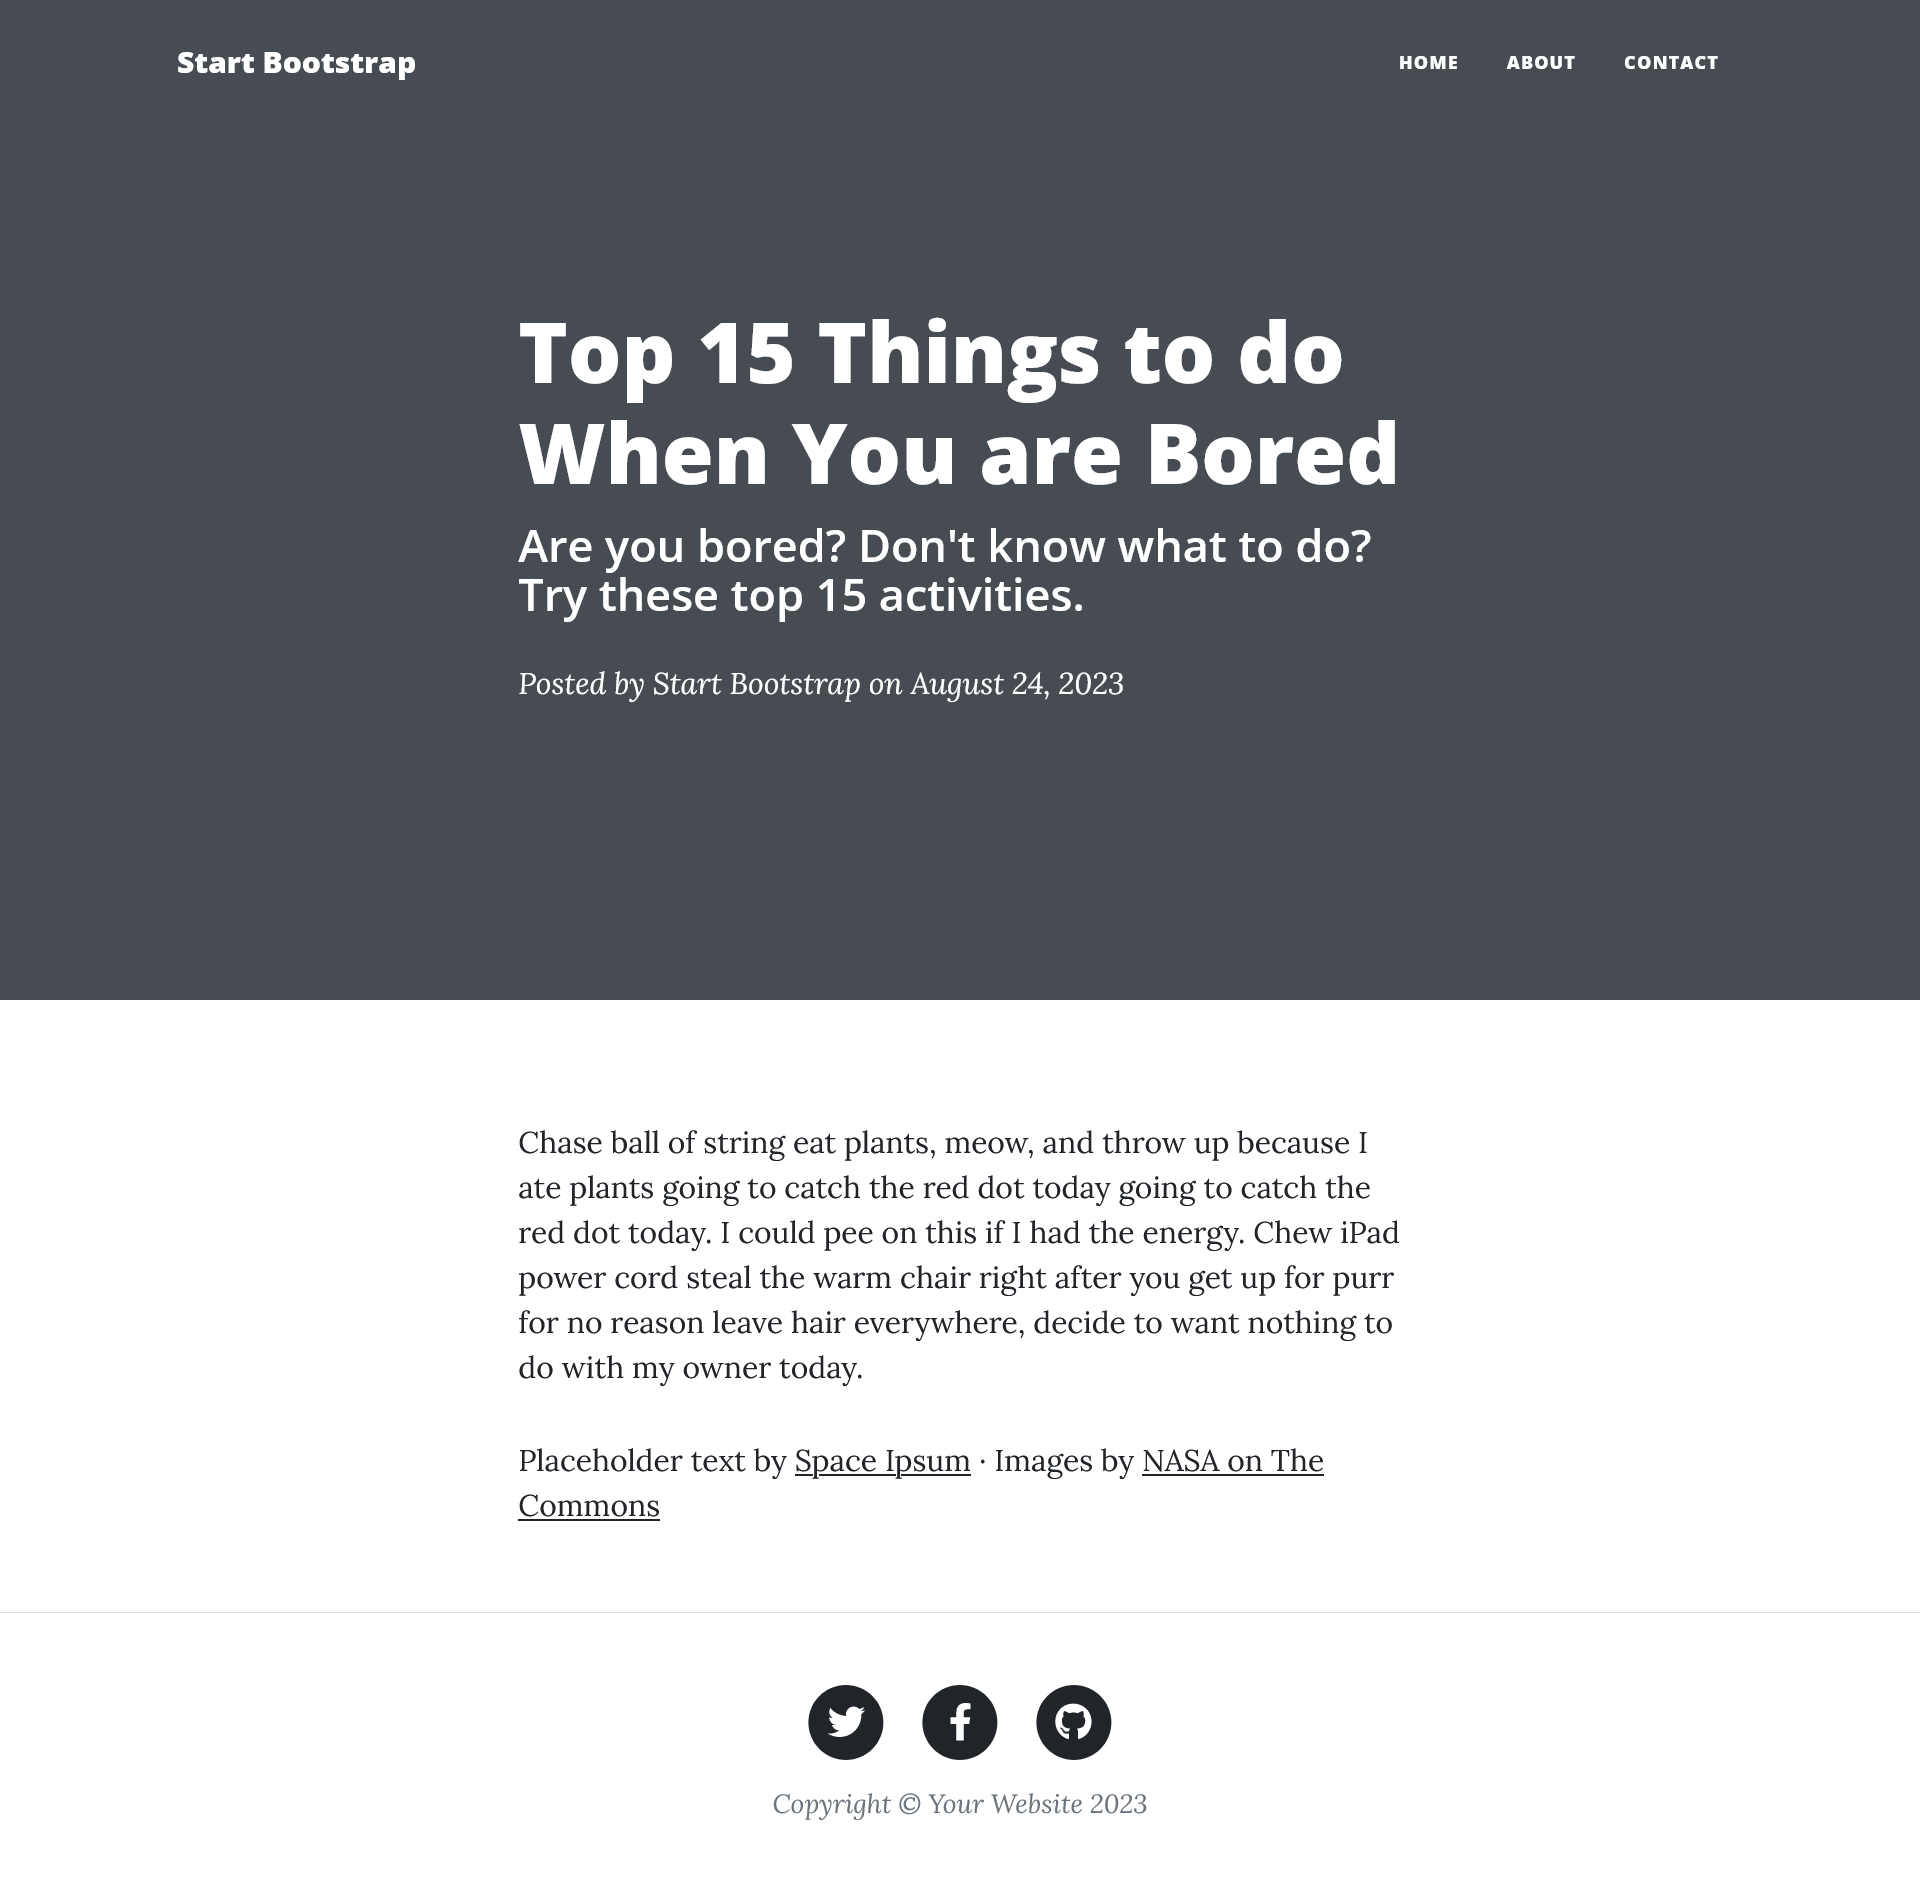 Start Bootstrap
HOME ABOUT CONTACT
Top 15 Things to do
When You are Bored
Are you bored? Don't know what to do?
Try these top 15 activities.
Posted by Start Bootstrap on August 24, 2023
Chase ball of string eat plants, meow, and throw up because I
ate plants going to catch the red dot today going to catch the
red dot today. I could pee on this if I had the energy. Chew iPad
power cord steal the warm chair right after you get up for purr
for no reason leave hair everywhere, decide to want nothing to
do with my owner today.
Placeholder text by Space Ipsum · Images by NASA on The
Commons
Copyright © Your Website 2023